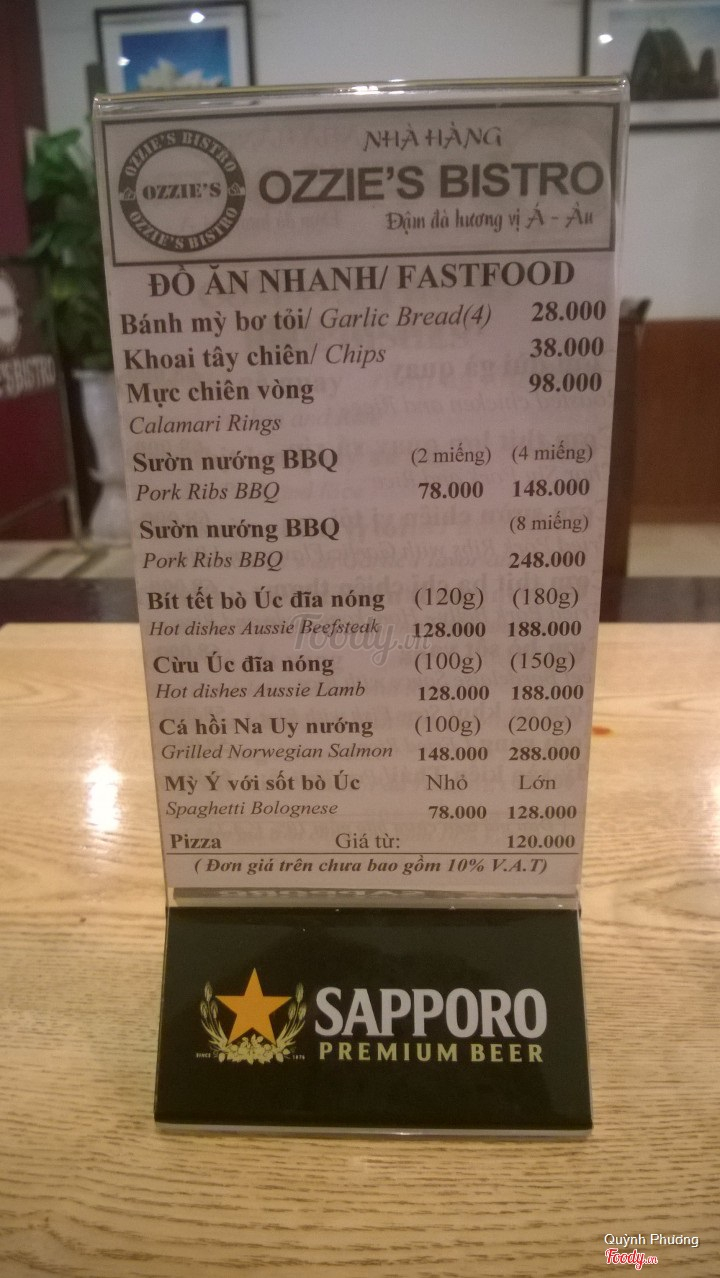 NHÀ HÀNG
OZZIE'S BISTRO
OZZIE'S
OZZIE'S BISTRO
OZZIE'S BISTRO
Đậm đà hương vị Á - Âu
ĐỒ ĂN NHANH/ FASTFOOD
Bánh mỳ bơ tỏi/ Garlic Bread(4) 28.000
Khoai tây chiên/ Chips 38.000
Mực chiên vòng 98.000
Calamari Rings
Sườn nướng BBQ (2 miếng) (4 miếng)
Pork Ribs BBQ 78.000 148.000
Sườn nướng BBQ (8 miếng)
Pork Ribs BBQ 248.000
Bít tết bò Úc đĩa nóng (120g) (180g)
Hot dishes Aussie Beefsteak 128.000 188.000
Foody.vn
Cừu Úc đĩa nóng (100g) (150g)
Hot dishes Aussie Lamb 128.000 188.000
Cá hồi Na Uy nướng (100g) (200g)
Grilled Norwegian Salmon 148.000 288.000
Mỳ Ý với sốt bò Úc Nhỏ Lớn
Spaghetti Bolognese 78.000 128.000
Pizza Giá từ: 120.000
( Đơn giá trên chưa bao gồm 10% V.A.T)
SAPPORO
PREMIUM BEER
SINCE 1876
Quỳnh Phương
Foody.vn